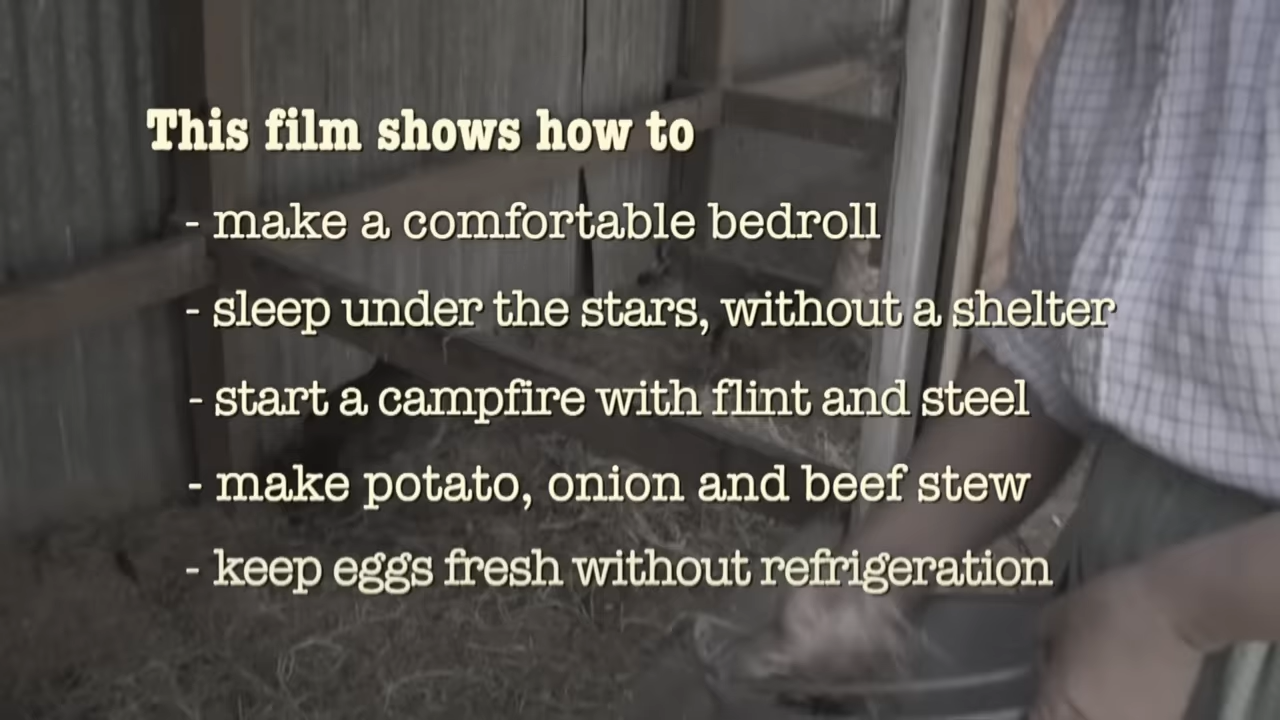 This film shows how to
- make a comfortable bedroll
- sleep under the stars, without a shelter
- start a campfire with flint and steel
- make potato, onion and beef stew
- keep eggs fresh without refrigeration